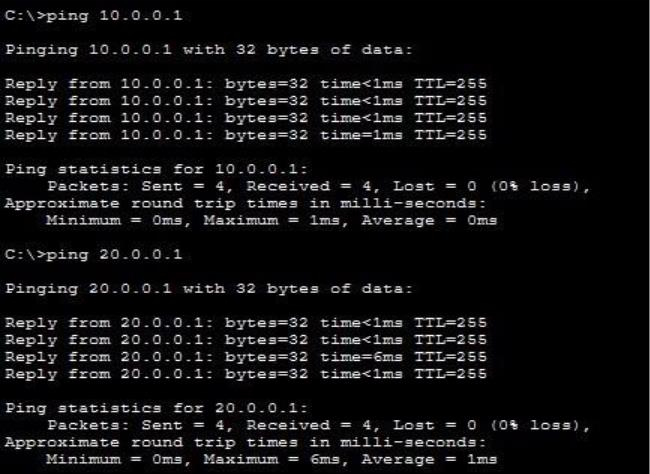 C:\>ping 10.0.0.1
Pinging 10.0.0.1 with 32 bytes of data:
Reply from 10.0.0.1: bytes=32 time<1ms TTL=255
Reply from 10.0.0.1: bytes=32 time<1ms TTL=255
Reply from 10.0.0.1: bytes=32 time<1ms TTL=255
Reply from 10.0.0.1: bytes=32 time=1ms TTL=255
Ping statistics for 10.0.0.1:
Packets: Sent = 4, Received = 4, Lost = 0 (0% loss),
Approximate round trip times in milli-seconds:
Minimum = 0ms, Maximum = 1ms, Average = 0ms
C:\>ping 20.0.0.1
Pinging 20.0.0.1 with 32 bytes of data:
Reply from 20.0.0.1: bytes=32 time<1ms TTL=255
Reply from 20.0.0.1: bytes=32 time<1ms TTL=255
Reply from 20.0.0.1: bytes=32 time=6ms TTL=255
Reply from 20.0.0.1: bytes=32 time<1ms TTL=255
Ping statistics for 20.0.0.1:
Packets: Sent = 4, Received = 4, Lost = 0 (0% loss),
Approximate round trip times in milli-seconds:
Minimum = 0ms, Maximum = 6ms, Average = 1ms